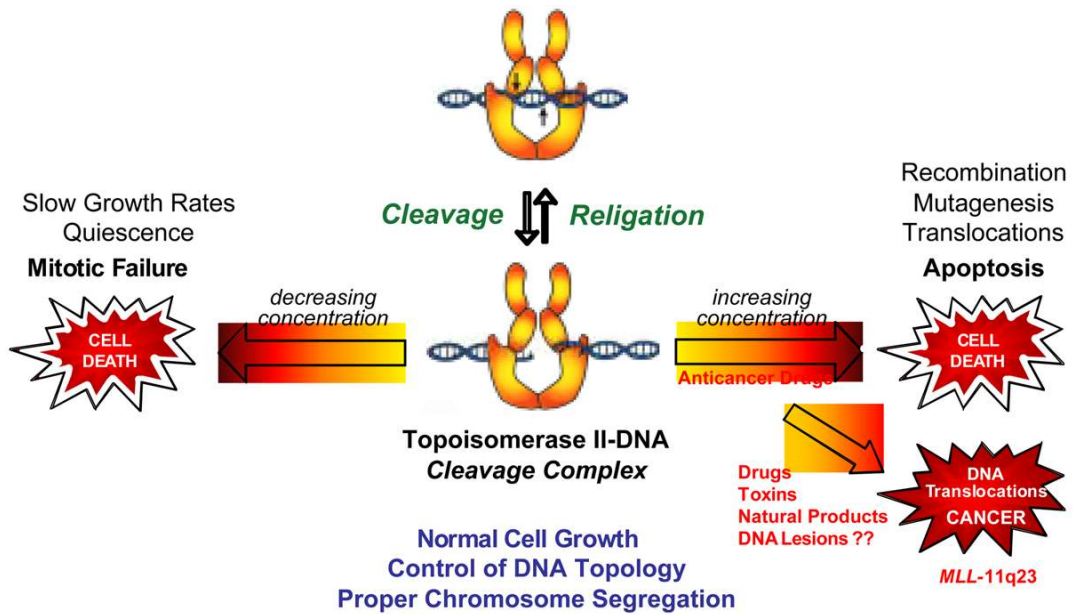 Cleavage
Religation
Slow Growth Rates
Quiescence
Mitotic Failure
CELL
DEATH
decreasing
concentration
increasing
concentration
Anticancer Drugs
Recombination
Mutagenesis
Translocations
Apoptosis
CELL
DEATH
Topoisomerase II-DNA
Cleavage Complex
Drugs
Toxins
Natural Products
DNA Lesions ??
DNA
Translocations
CANCER
MLL-11q23
Normal Cell Growth
Control of DNA Topology
Proper Chromosome Segregation